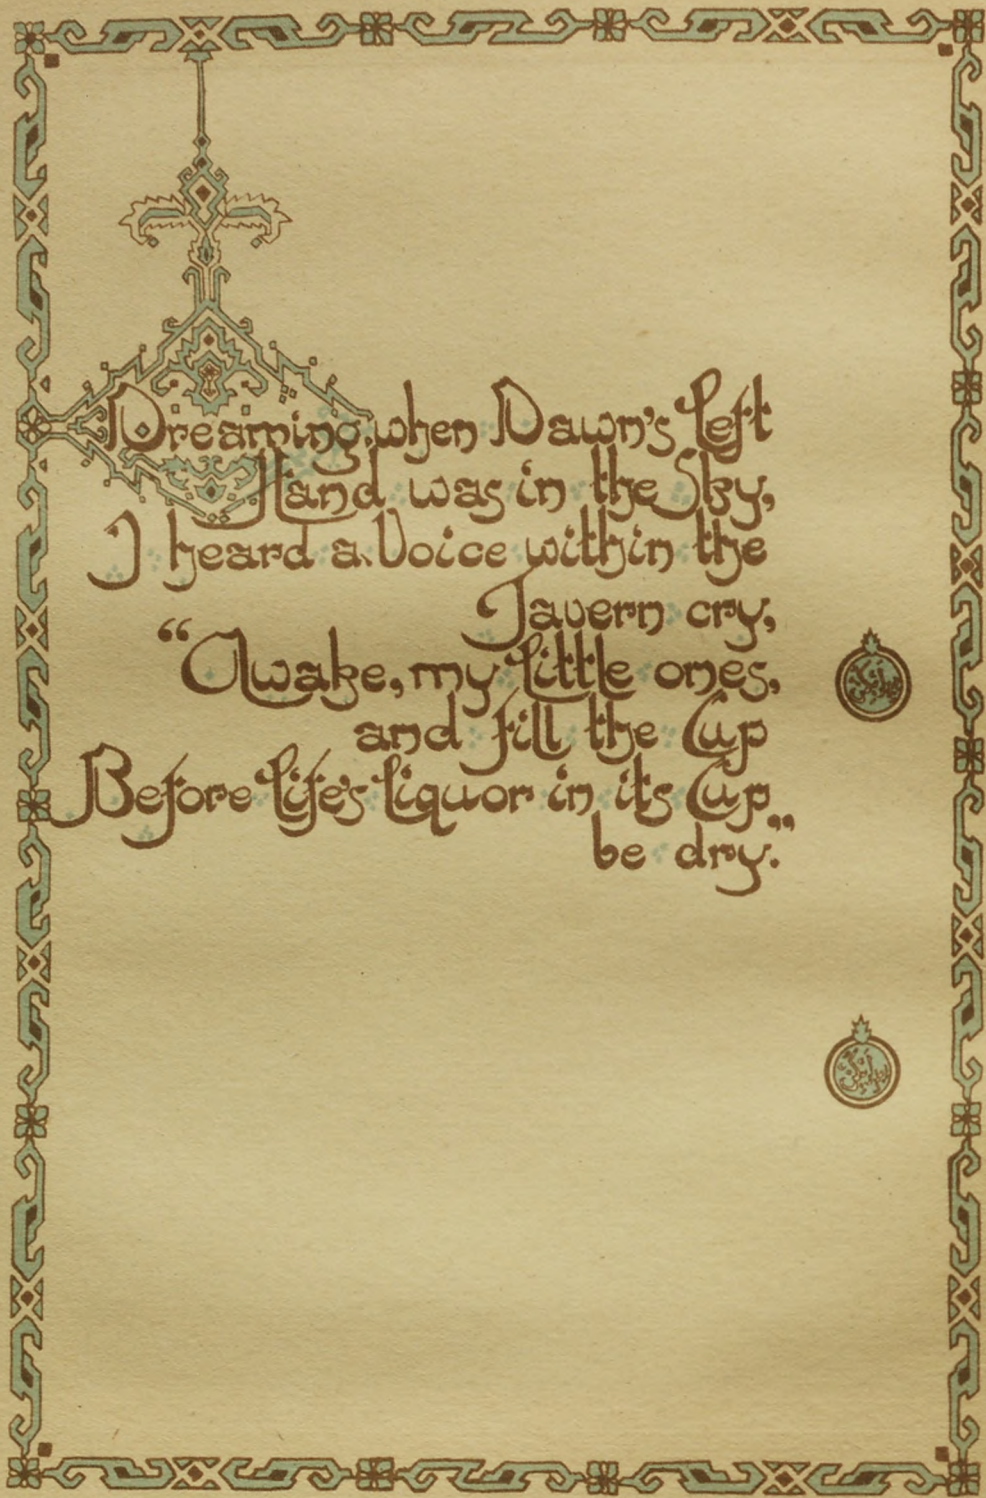 Dreaming when Dawn's Left
Hand was in the Sky,
I heard a Voice within the
Tavern cry,
“Awake, my Little ones,
and fill the Cup
Before Life's Liquor in its Cup
be dry.”